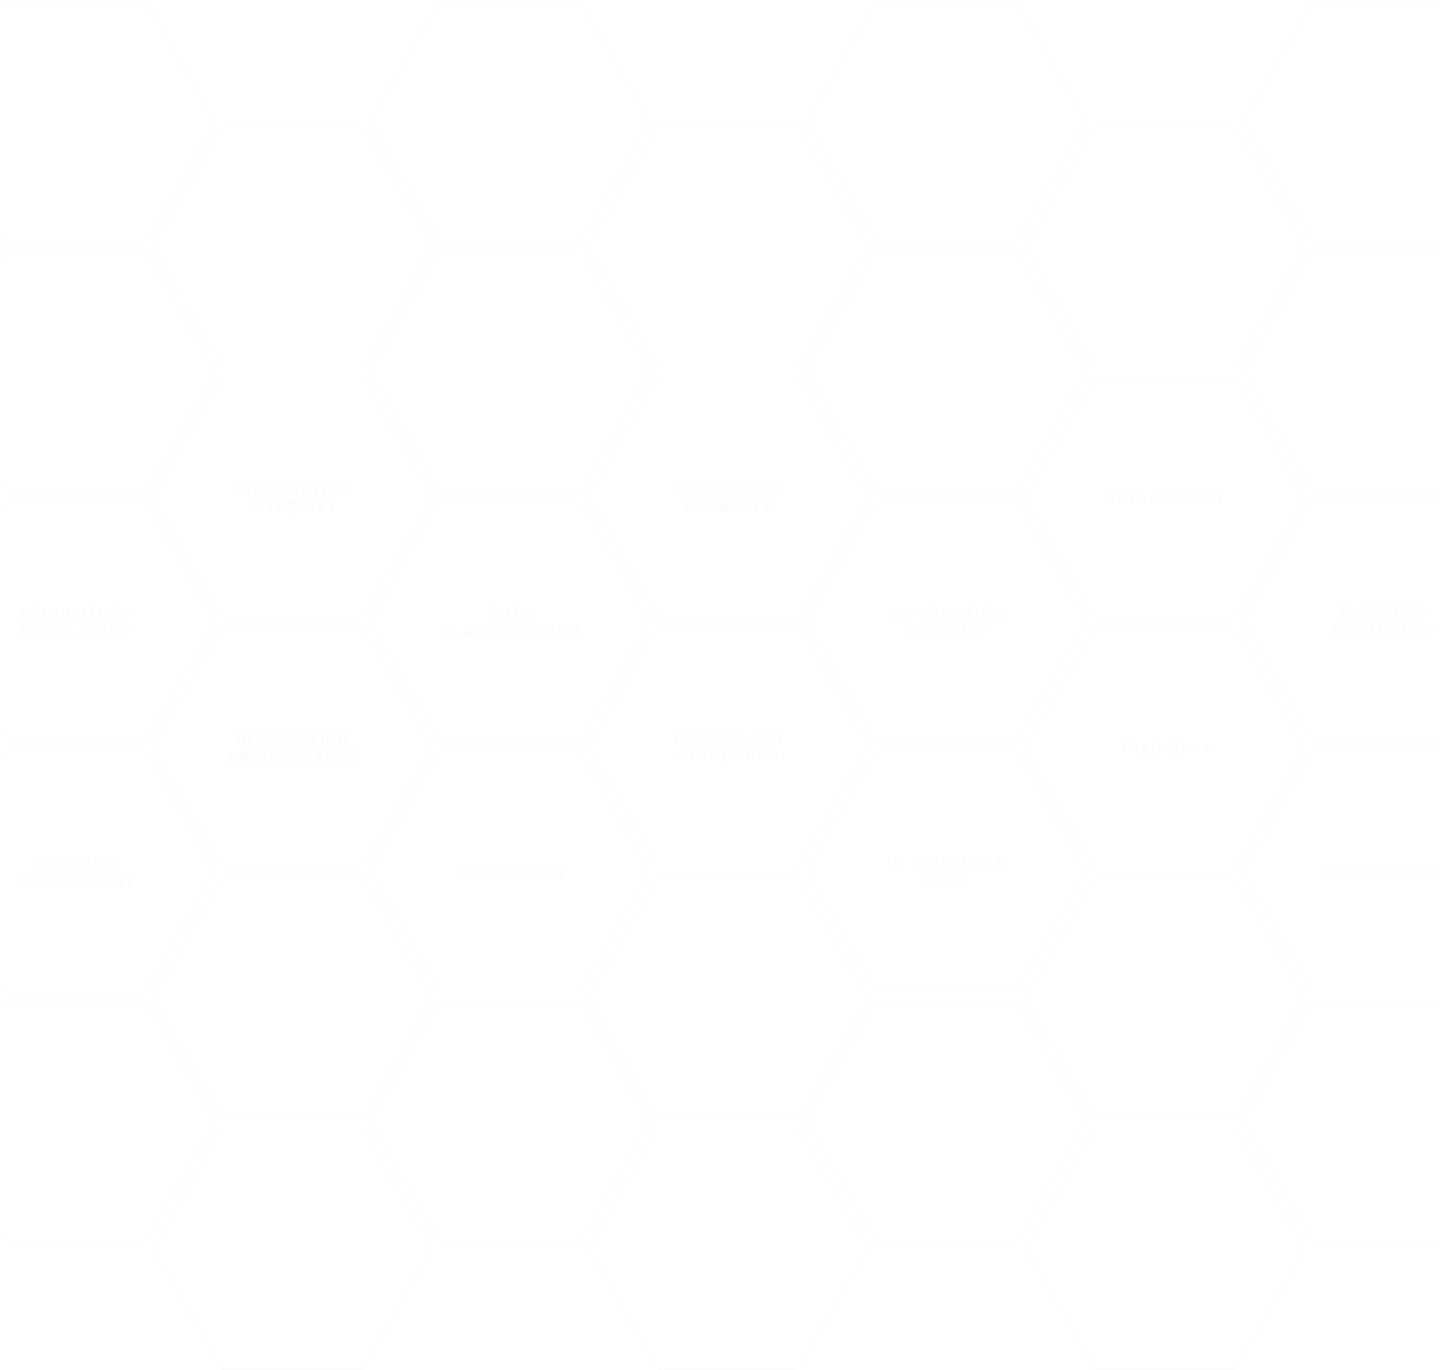 INFORMATION
INTEGRITY
SEARCH AND
USABILITY
DATA PRIVACY
REGULATORY
COMPLIANCE
DATA
CLASSIFICATION
INFORMATION
SECURITY
BUSINESS
CONTINUITY
INTEGRATION
ARCHITECTURE
TECHNOLOGY
STANDARDS
TAXONOMY
RECORDS
MANAGEMENT
DISPOSITION
IM POLICIES &
SOPS
STEWARDSHIP